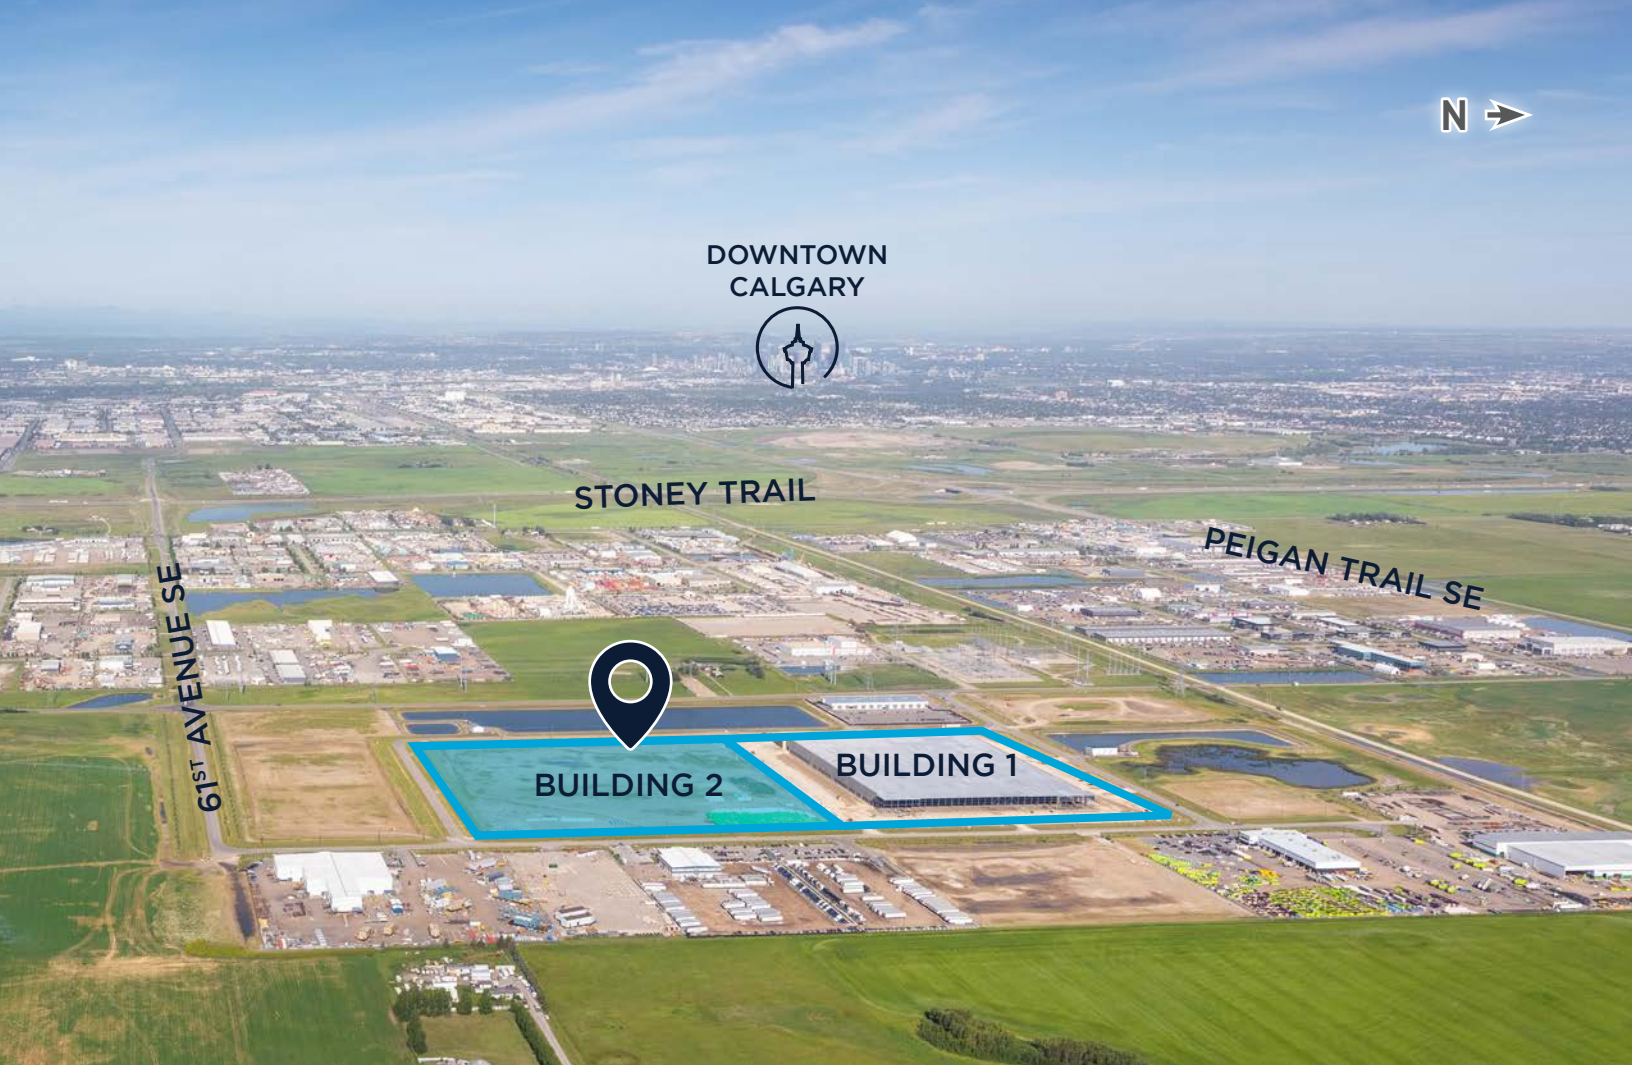 N
DOWNTOWN
CALGARY
STONEY TRAIL
PEIGAN TRAIL SE
61ST AVENUE SE
BUILDING 2
BUILDING 1